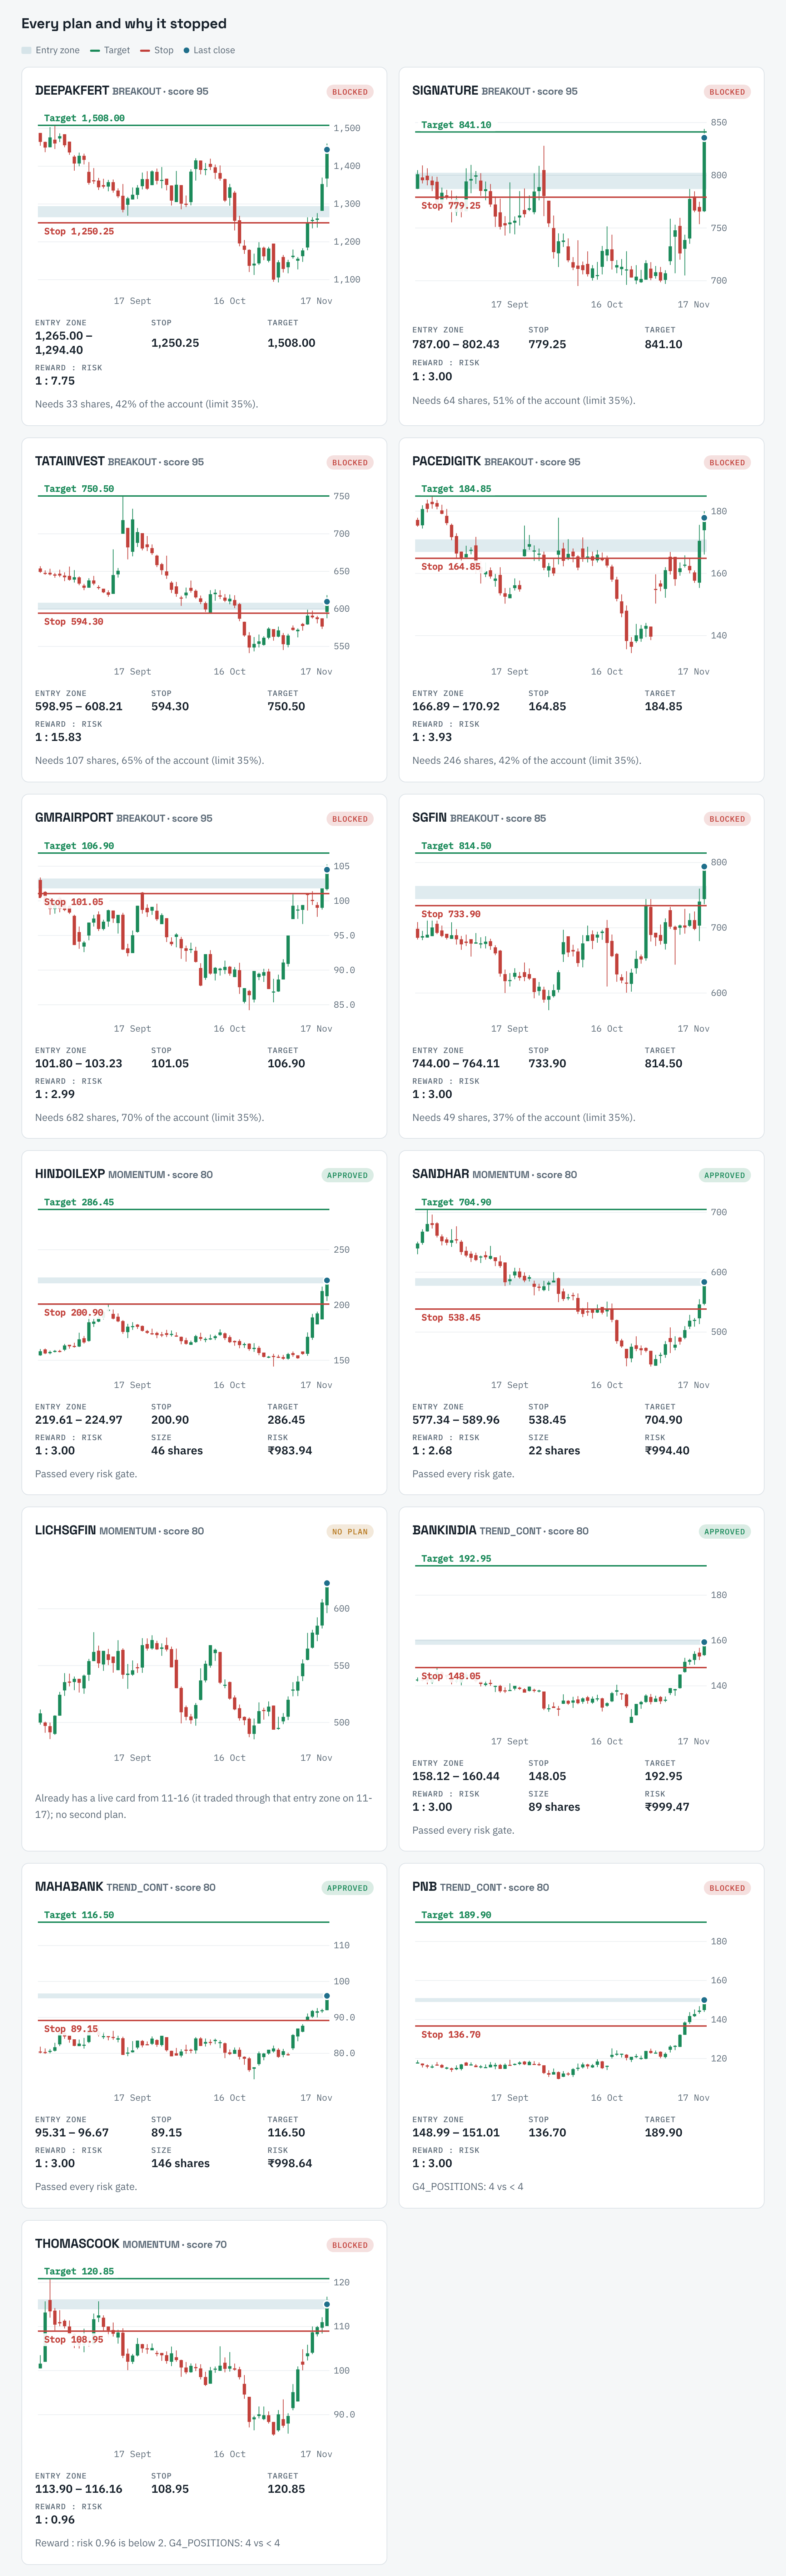 Every plan and why it stopped
Entry zone Target Stop Last close
DEEPAKFERT BREAKOUT · score 95 BLOCKED
Target 1,508.00
1,500
1,400
1,300
1,200
1,100
Stop 1,250.25
17 Sept 16 Oct 17 Nov
ENTRY ZONE STOP TARGET
1,265.00 –
1,294.40
1,250.25 1,508.00
REWARD : RISK
1 : 7.75
Needs 33 shares, 42% of the account (limit 35%).
SIGNATURE BREAKOUT · score 95 BLOCKED
850
Target 841.10
800
Stop 779.25
750
700
17 Sept 16 Oct 17 Nov
ENTRY ZONE STOP TARGET
787.00 – 802.43 779.25 841.10
REWARD : RISK
1 : 3.00
Needs 64 shares, 51% of the account (limit 35%).
TATAINVEST BREAKOUT · score 95 BLOCKED
Target 750.50
750
700
650
600
Stop 594.30
550
17 Sept 16 Oct 17 Nov
ENTRY ZONE STOP TARGET
598.95 – 608.21 594.30 750.50
REWARD : RISK
1 : 15.83
Needs 107 shares, 65% of the account (limit 35%).
PACEDIGITK BREAKOUT · score 95 BLOCKED
Target 184.85
180
Stop 164.85
160
140
17 Sept 16 Oct 17 Nov
ENTRY ZONE STOP TARGET
166.89 – 170.92 164.85 184.85
REWARD : RISK
1 : 3.93
Needs 246 shares, 42% of the account (limit 35%).
GMRAIRPORT BREAKOUT · score 95 BLOCKED
Target 106.90
105
Stop 101.05
100
95.0
90.0
85.0
17 Sept 16 Oct 17 Nov
ENTRY ZONE STOP TARGET
101.80 – 103.23 101.05 106.90
REWARD : RISK
1 : 2.99
Needs 682 shares, 70% of the account (limit 35%).
SGFIN BREAKOUT · score 85 BLOCKED
Target 814.50
800
Stop 733.90
700
600
17 Sept 16 Oct 17 Nov
ENTRY ZONE STOP TARGET
744.00 – 764.11 733.90 814.50
REWARD : RISK
1 : 3.00
Needs 49 shares, 37% of the account (limit 35%).
HINDOILEXP MOMENTUM · score 80 APPROVED
Target 286.45
250
200
Stop 200.90
150
17 Sept 16 Oct 17 Nov
ENTRY ZONE STOP TARGET
219.61 – 224.97 200.90 286.45
REWARD : RISK SIZE RISK
1 : 3.00 46 shares ₹983.94
Passed every risk gate.
SANDHAR MOMENTUM · score 80 APPROVED
Target 704.90
700
600
Stop 538.45
500
17 Sept 16 Oct 17 Nov
ENTRY ZONE STOP TARGET
577.34 – 589.96 538.45 704.90
REWARD : RISK SIZE RISK
1 : 2.68 22 shares ₹994.40
Passed every risk gate.
LICHSGFIN MOMENTUM · score 80 NO PLAN
600
550
500
17 Sept 16 Oct 17 Nov
Already has a live card from 11-16 (it traded through that entry zone on 11-
17); no second plan.
BANKINDIA TREND_CONT · score 80 APPROVED
Target 192.95
180
160
Stop 148.05
140
17 Sept 16 Oct 17 Nov
ENTRY ZONE STOP TARGET
158.12 – 160.44 148.05 192.95
REWARD : RISK SIZE RISK
1 : 3.00 89 shares ₹999.47
Passed every risk gate.
MAHABANK TREND_CONT · score 80 APPROVED
Target 116.50
110
100
90.0
Stop 89.15
80.0
17 Sept 16 Oct 17 Nov
ENTRY ZONE STOP TARGET
95.31 – 96.67 89.15 116.50
REWARD : RISK SIZE RISK
1 : 3.00 146 shares ₹998.64
Passed every risk gate.
PNB TREND_CONT · score 80 BLOCKED
Target 189.90
180
160
140
Stop 136.70
120
17 Sept 16 Oct 17 Nov
ENTRY ZONE STOP TARGET
148.99 – 151.01 136.70 189.90
REWARD : RISK
1 : 3.00
G4_POSITIONS: 4 vs < 4
THOMASCOOK MOMENTUM · score 70 BLOCKED
Target 120.85
120
110
Stop 108.95
100
90.0
17 Sept 16 Oct 17 Nov
ENTRY ZONE STOP TARGET
113.90 – 116.16 108.95 120.85
REWARD : RISK
1 : 0.96
Reward : risk 0.96 is below 2. G4_POSITIONS: 4 vs < 4